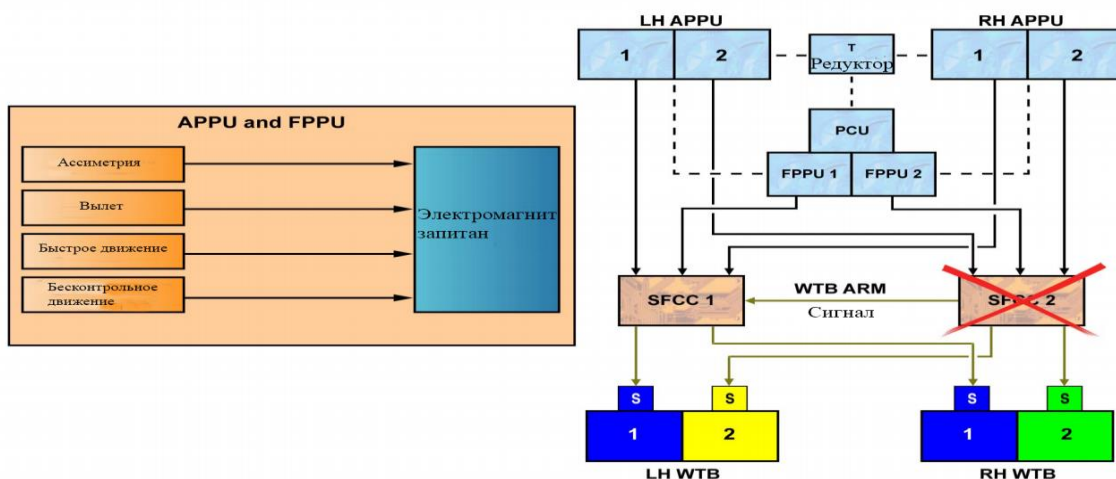 APPU and FPPU
Ассиметрия
Вылет
Быстрое движение
Бесконтрольное
движение
Электромагнит
запитан
LH APPU
RH APPU
1
2
T
Редуктор
1
2
PCU
FPPU 1
FPPU 2
SFCC 1
WTB ARM
Сигнал
SFCC 2
S
S
S
S
1
2
1
2
LH WTB
RH WTB